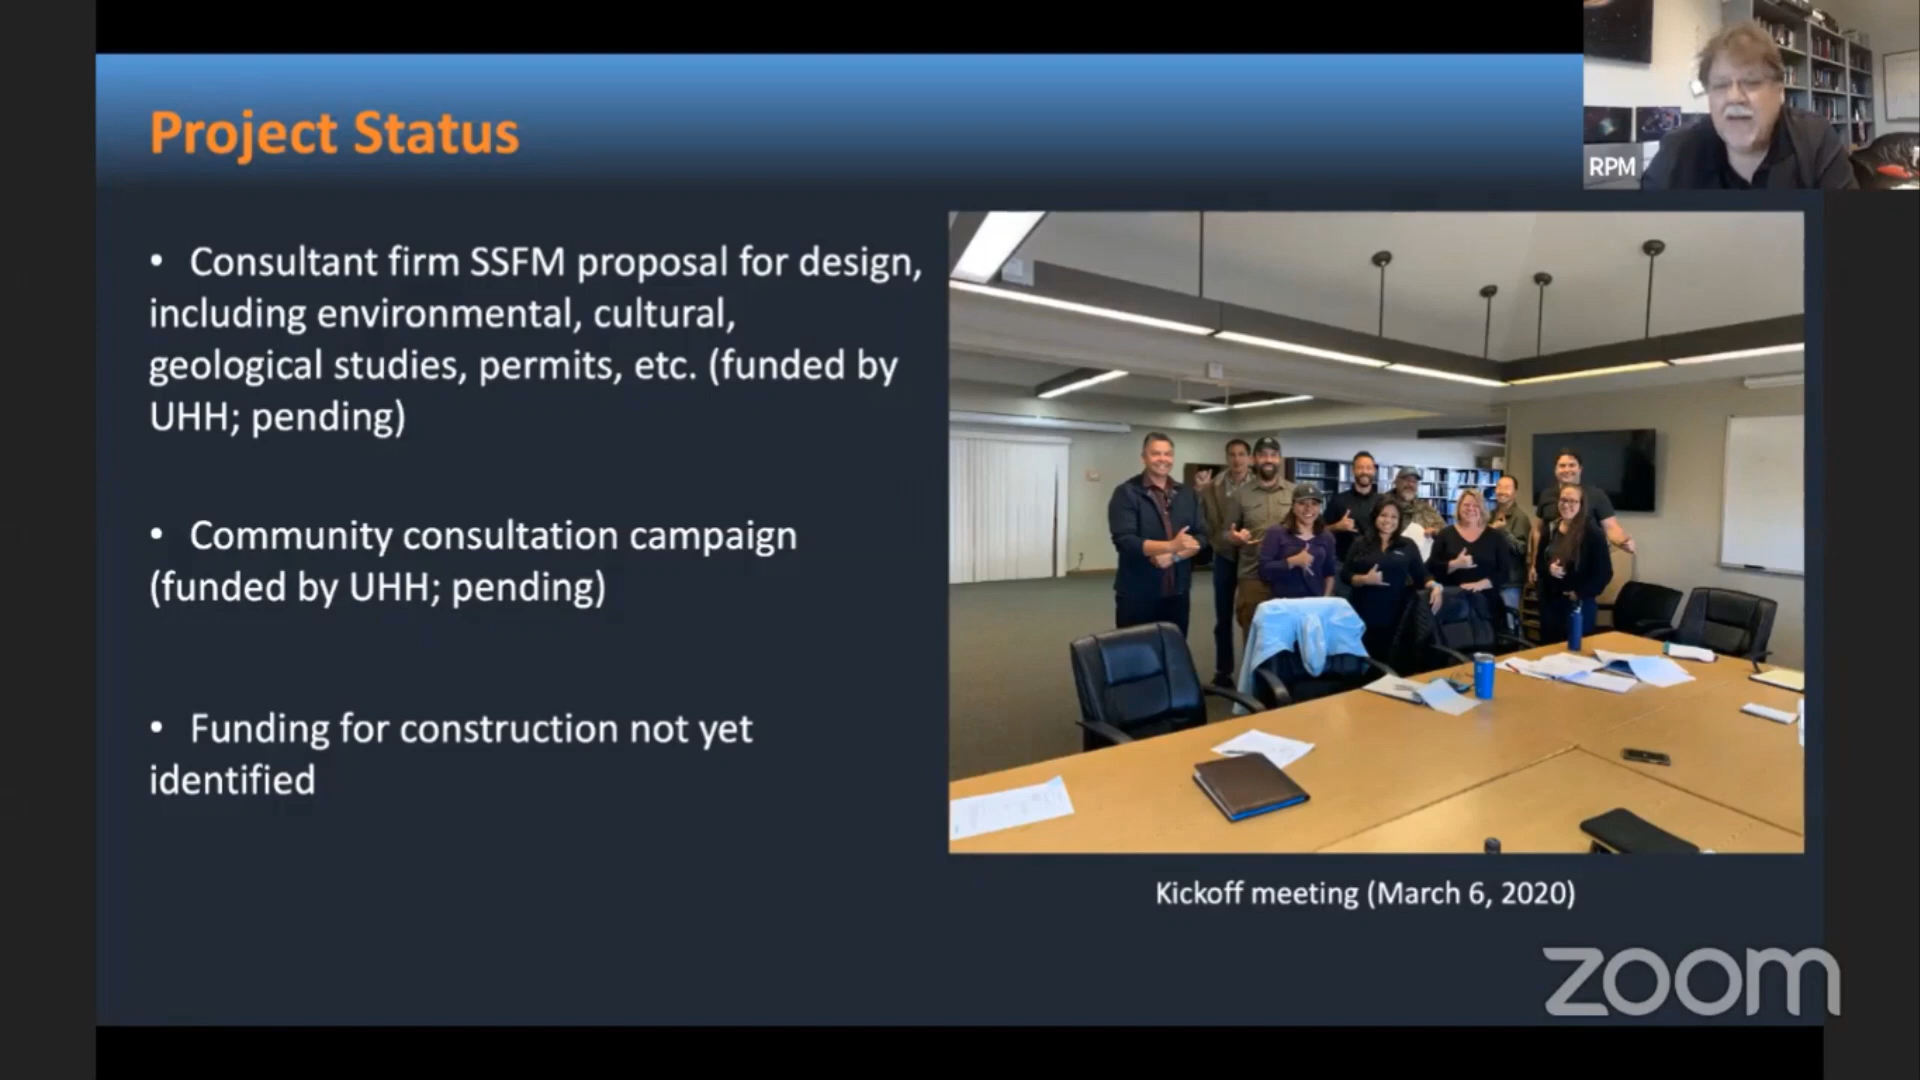 Project Status
RPM
• Consultant firm SSFM proposal for design,
including environmental, cultural,
geological studies, permits, etc. (funded by
UHH; pending)
• Community consultation campaign
(funded by UHH; pending)
• Funding for construction not yet
identified
Kickoff meeting (March 6, 2020)
zoom